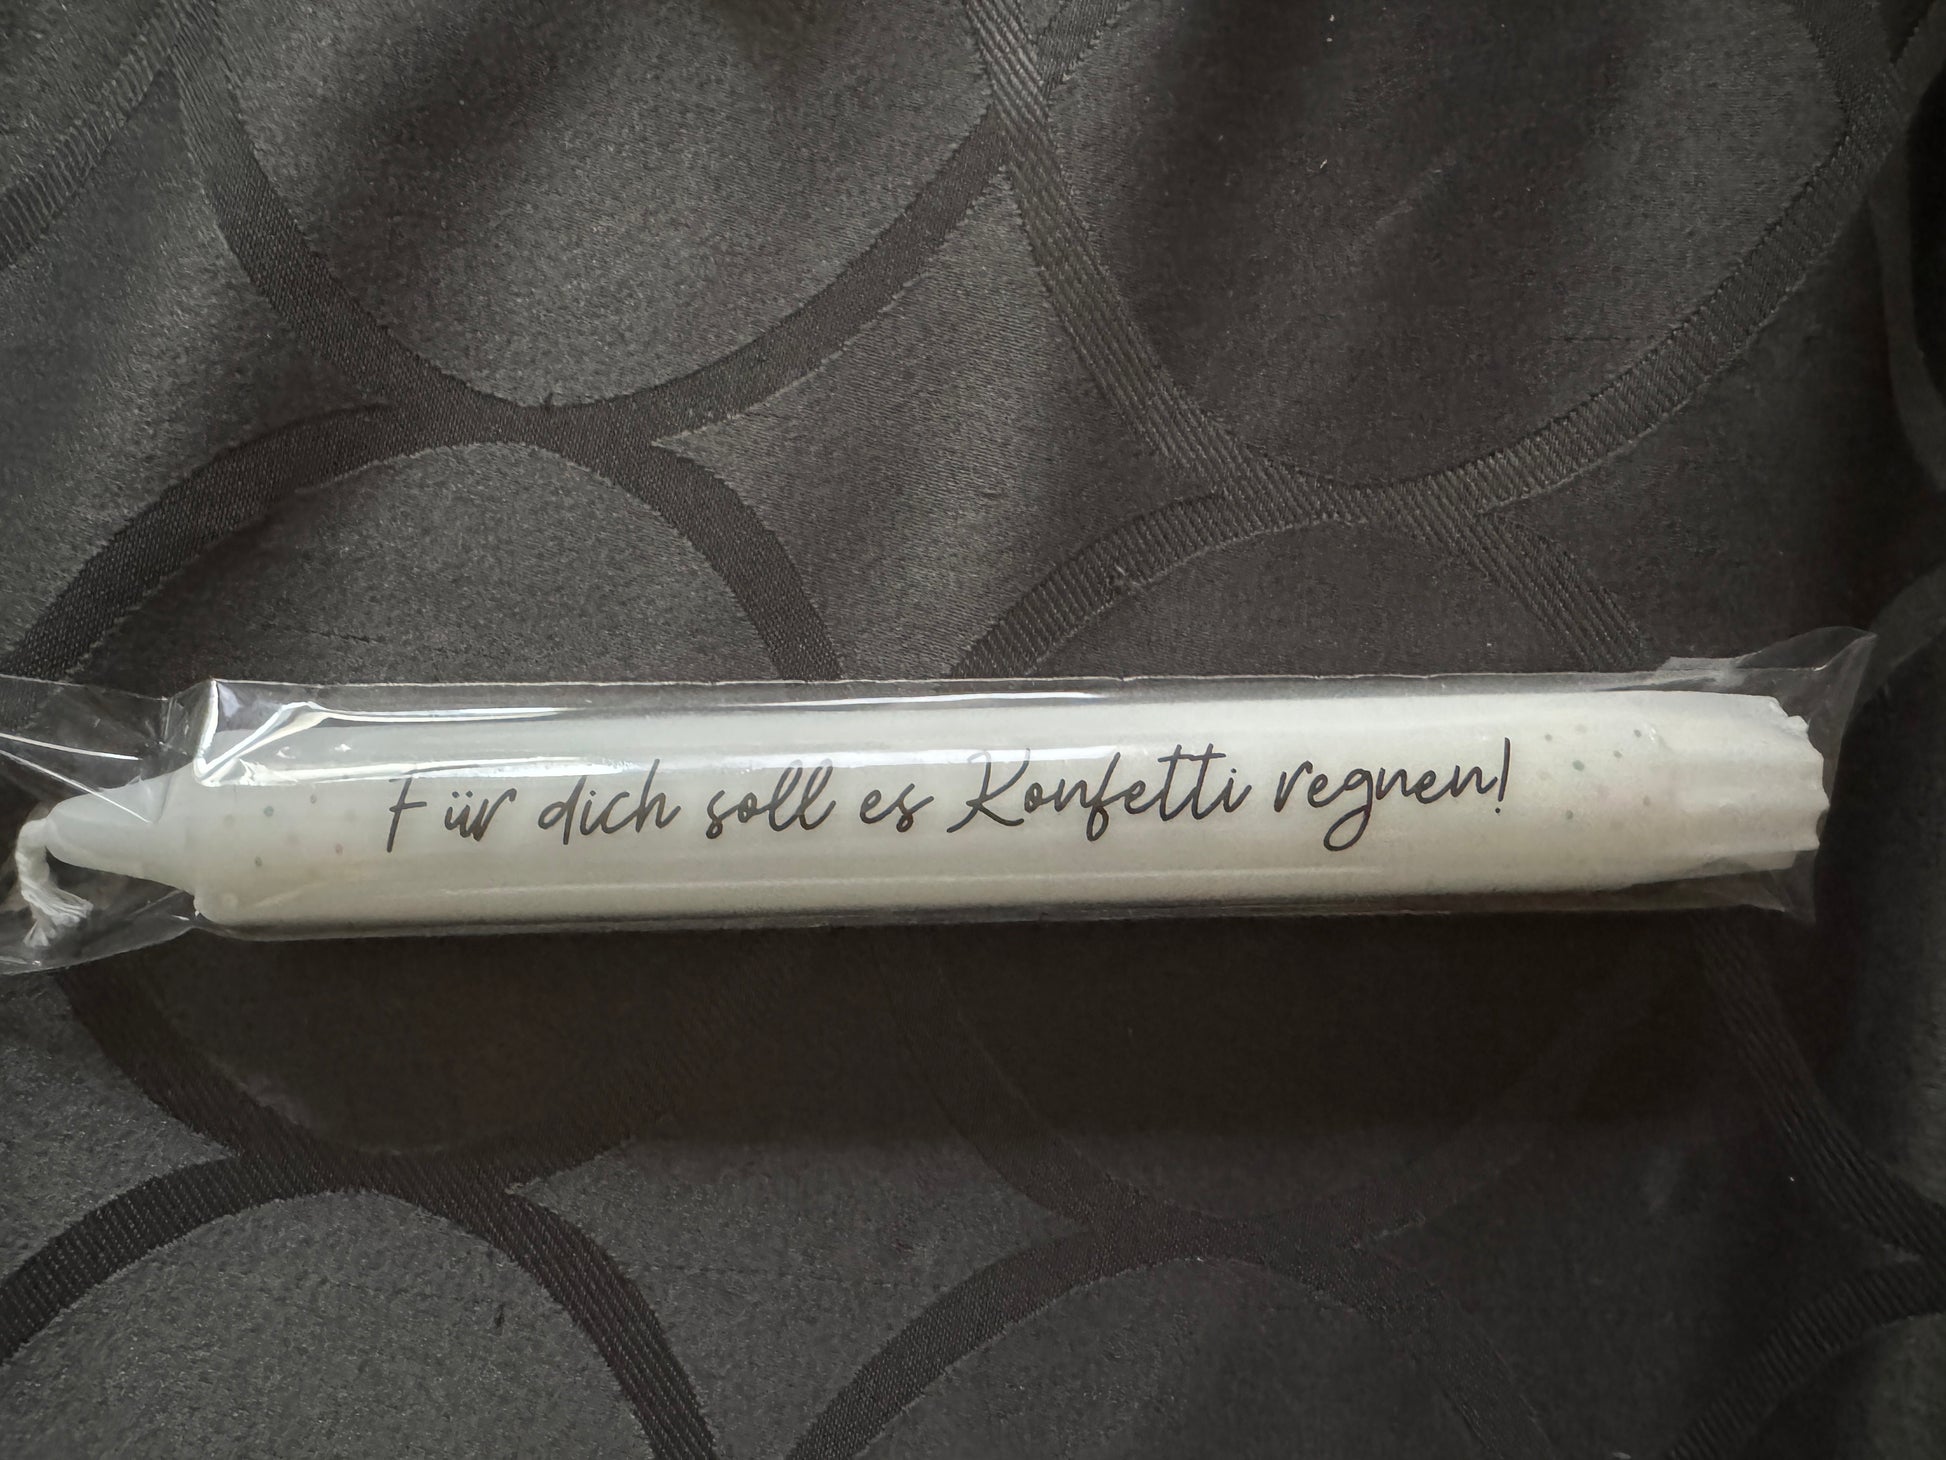 Für dich soll es Konfetti regnen!